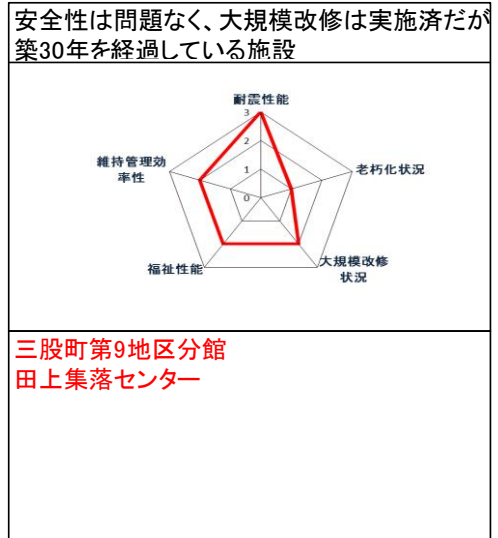 安全性は問題なく、大規模改修は実施済だが
築30年を経過している施設
耐震性能
3
2
1
0
維持管理効
率性
老朽化状況
福祉性能
大規模改修
状況
三股町第9地区分館
田上集落センター